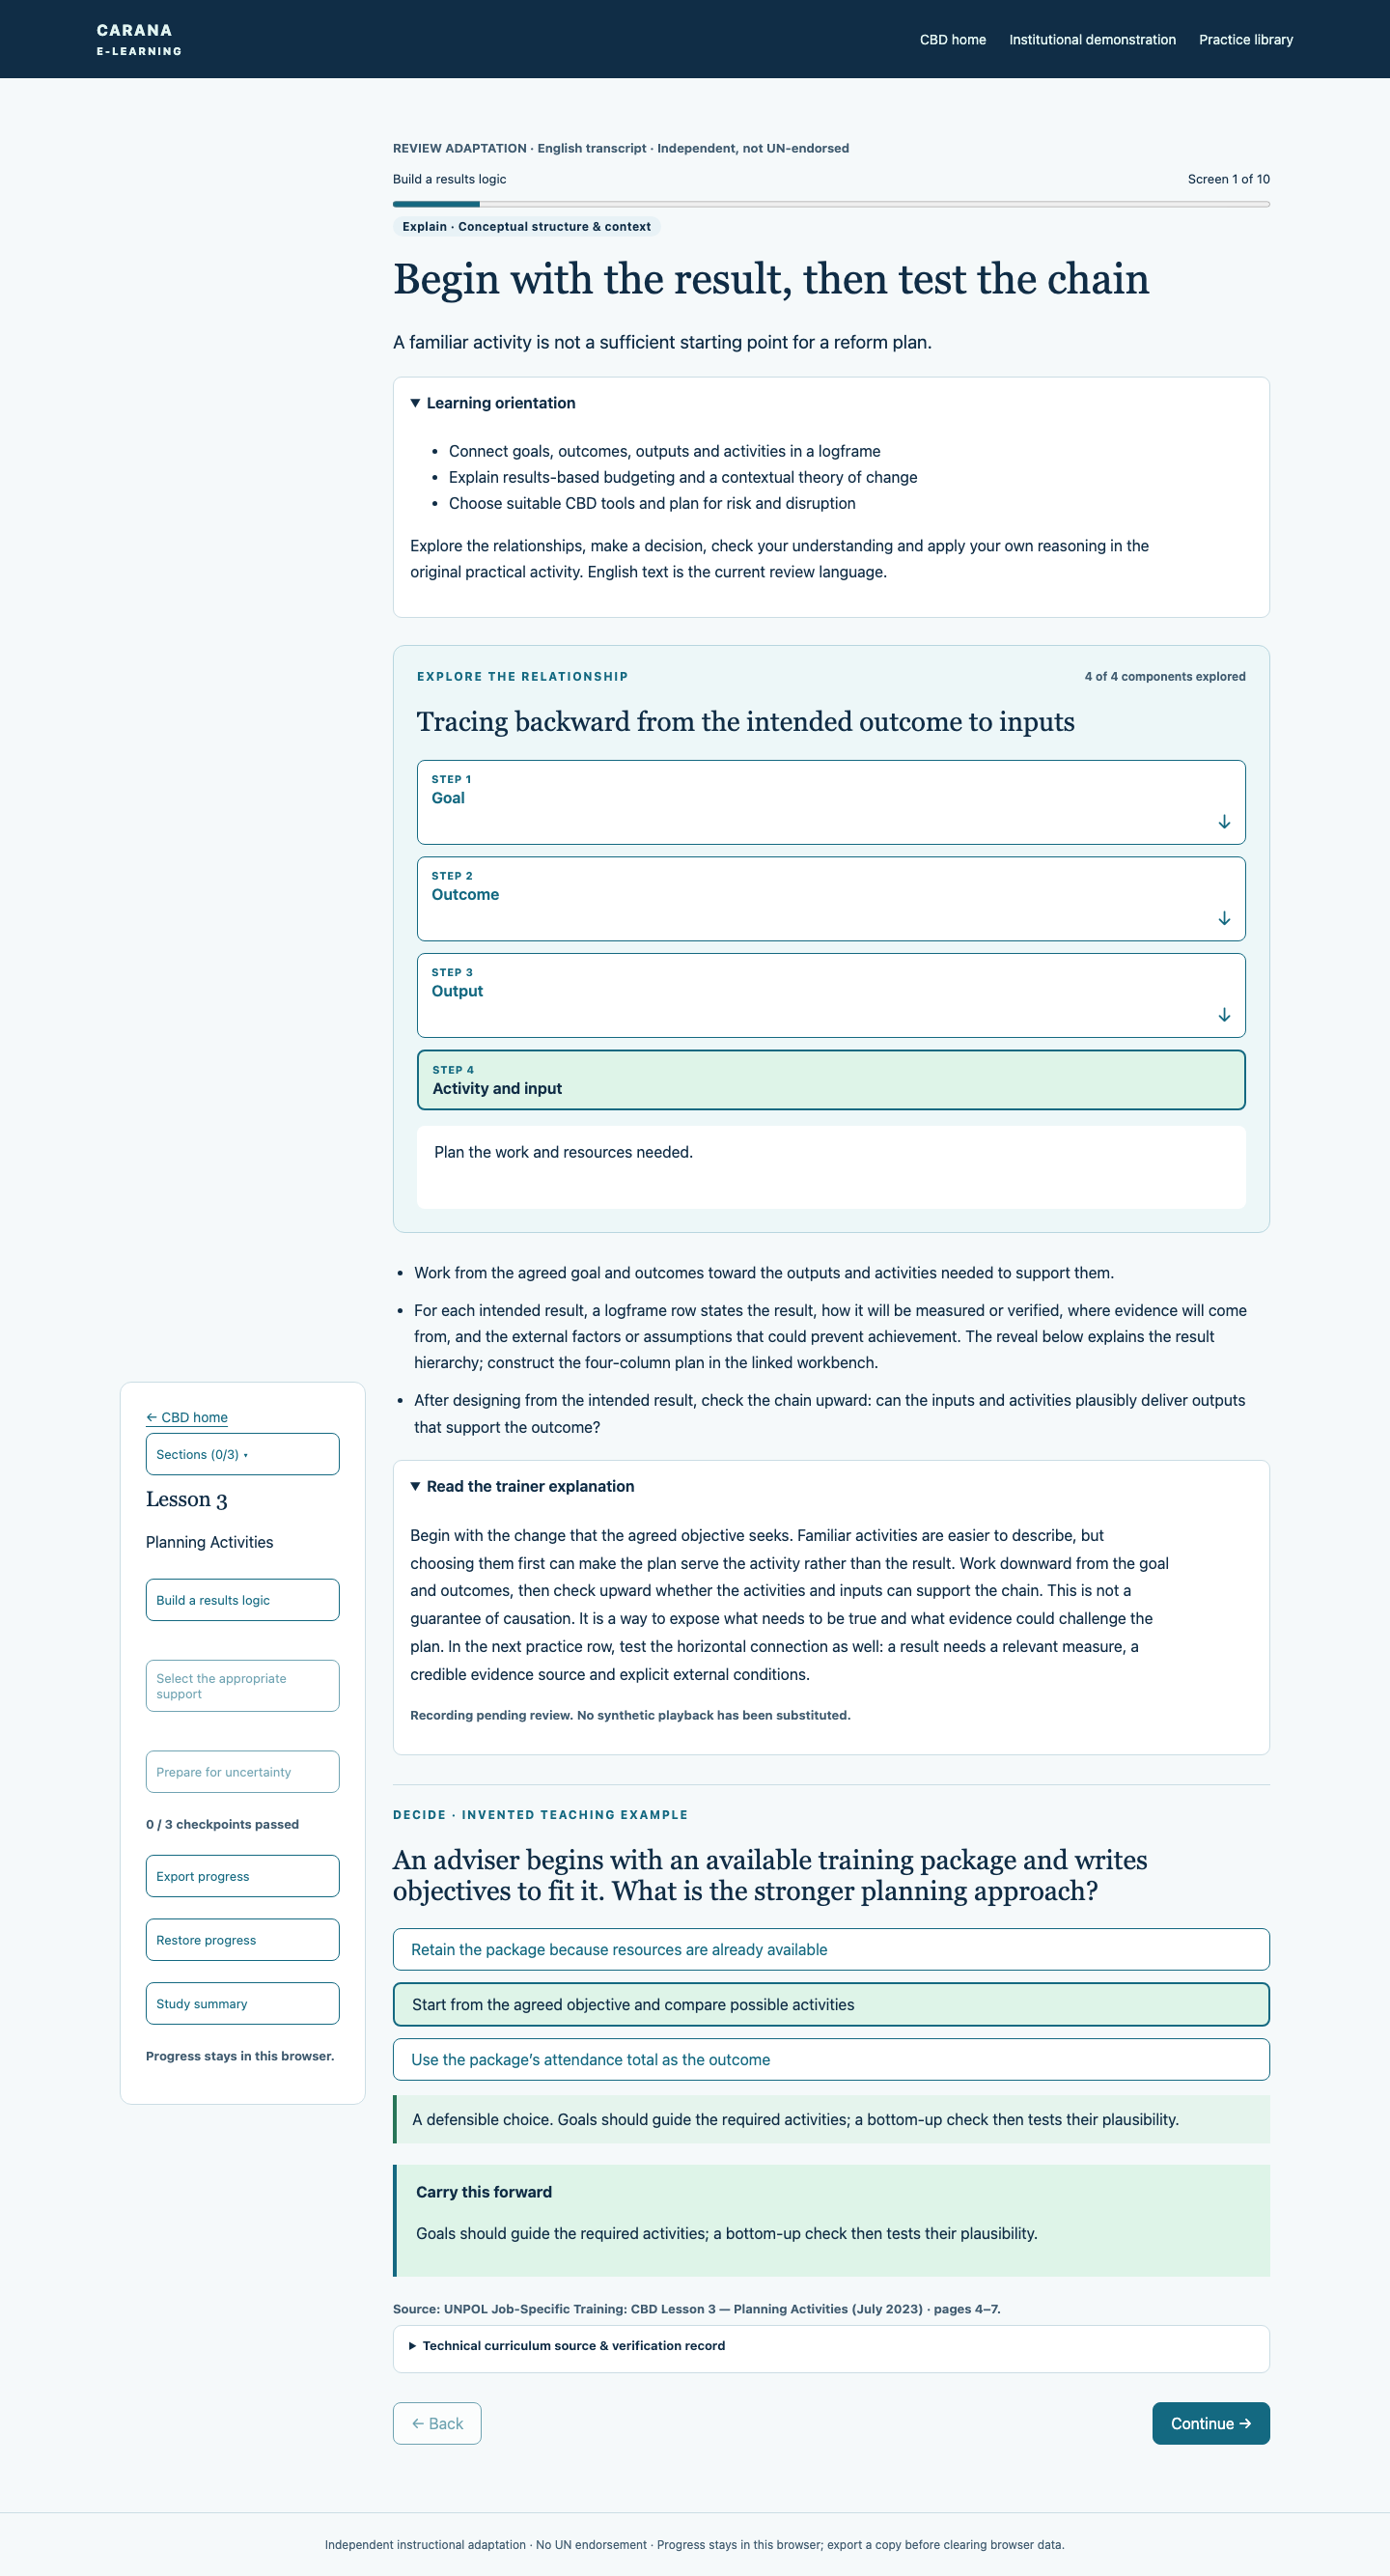 CARANA
E-LEARNING
CBD home
Institutional demonstration
Practice library
REVIEW ADAPTATION · English transcript · Independent, not UN-endorsed
Build a results logic
Screen 1 of 10
Explain · Conceptual structure & context
Begin with the result, then test the chain
A familiar activity is not a sufficient starting point for a reform plan.
▼ Learning orientation
• Connect goals, outcomes, outputs and activities in a logframe
• Explain results-based budgeting and a contextual theory of change
• Choose suitable CBD tools and plan for risk and disruption
Explore the relationships, make a decision, check your understanding and apply your own reasoning in the
original practical activity. English text is the current review language.
EXPLORE THE RELATIONSHIP
4 of 4 components explored
Tracing backward from the intended outcome to inputs
STEP 1
Goal
↓
STEP 2
Outcome
↓
STEP 3
Output
↓
STEP 4
Activity and input
Plan the work and resources needed.
• Work from the agreed goal and outcomes toward the outputs and activities needed to support them.
• For each intended result, a logframe row states the result, how it will be measured or verified, where evidence will come
from, and the external factors or assumptions that could prevent achievement. The reveal below explains the result
hierarchy; construct the four-column plan in the linked workbench.
• After designing from the intended result, check the chain upward: can the inputs and activities plausibly deliver outputs
that support the outcome?
▼ Read the trainer explanation
Begin with the change that the agreed objective seeks. Familiar activities are easier to describe, but
choosing them first can make the plan serve the activity rather than the result. Work downward from the goal
and outcomes, then check upward whether the activities and inputs can support the chain. This is not a
guarantee of causation. It is a way to expose what needs to be true and what evidence could challenge the
plan. In the next practice row, test the horizontal connection as well: a result needs a relevant measure, a
credible evidence source and explicit external conditions.
Recording pending review. No synthetic playback has been substituted.
← CBD home
Sections (0/3) ▾
Lesson 3
Planning Activities
Build a results logic
Select the appropriate
support
Prepare for uncertainty
0 / 3 checkpoints passed
Export progress
Restore progress
Study summary
Progress stays in this browser.
DECIDE · INVENTED TEACHING EXAMPLE
An adviser begins with an available training package and writes
objectives to fit it. What is the stronger planning approach?
Retain the package because resources are already available
Start from the agreed objective and compare possible activities
Use the package’s attendance total as the outcome
A defensible choice. Goals should guide the required activities; a bottom-up check then tests their plausibility.
Carry this forward
Goals should guide the required activities; a bottom-up check then tests their plausibility.
Source: UNPOL Job-Specific Training: CBD Lesson 3 — Planning Activities (July 2023) · pages 4–7.
▶ Technical curriculum source & verification record
← Back
Continue →
Independent instructional adaptation · No UN endorsement · Progress stays in this browser; export a copy before clearing browser data.